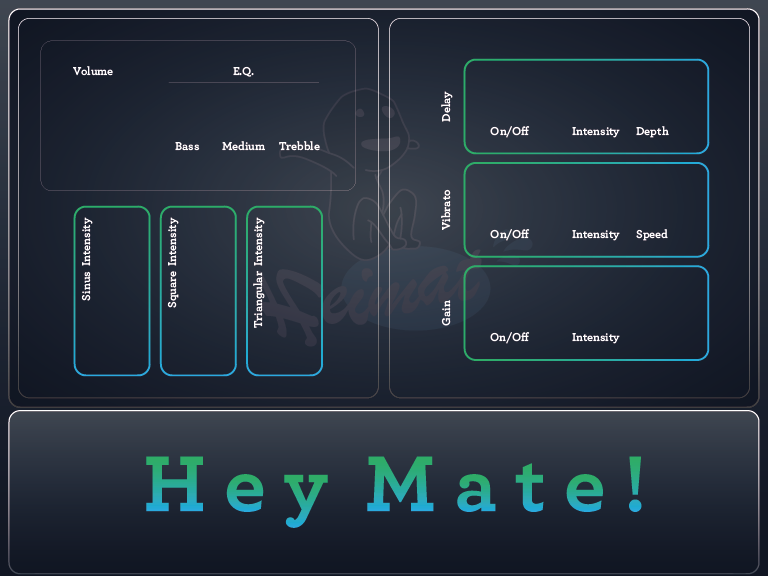 Volume
E.Q.
Bass Medium Trebble
Sinus Intensity
Square Intensity
Triangular Intensity
Delay
On/Off Intensity Depth
Vibrato
On/Off Intensity Speed
Gain
On/Off Intensity
Heimat
Hey Mate!